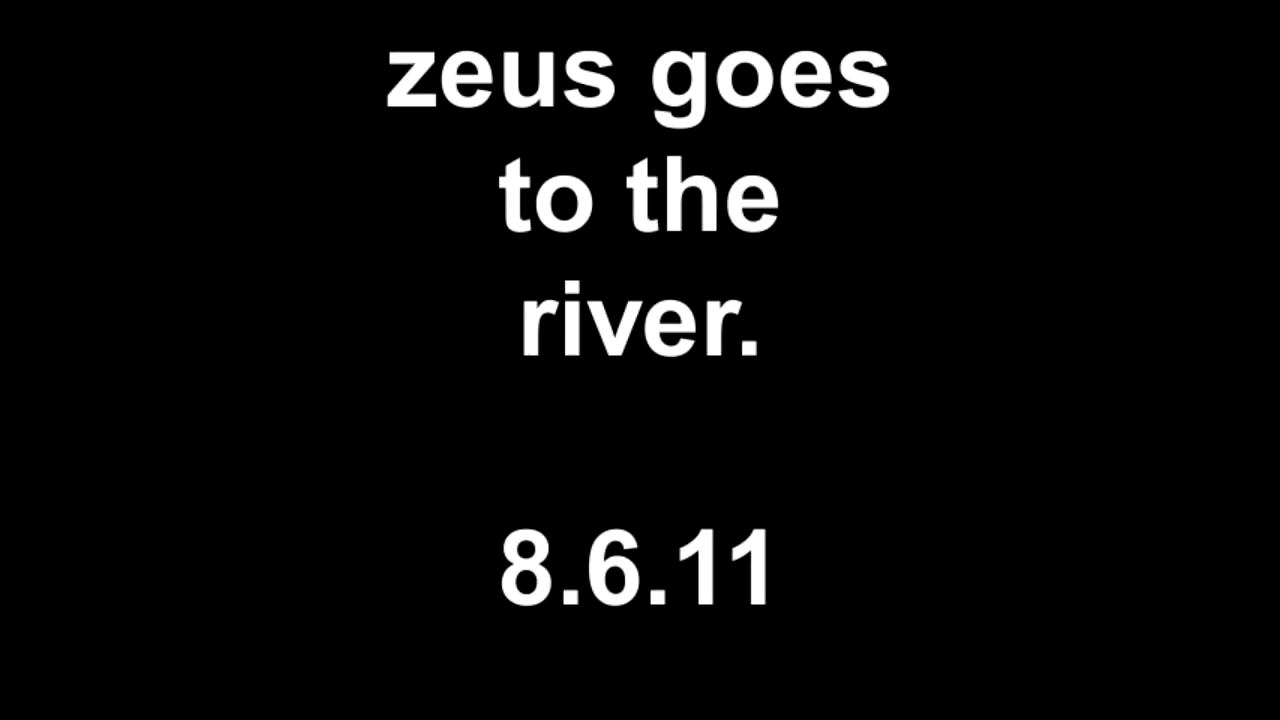 zeus goes
to the
river.
8.6.11